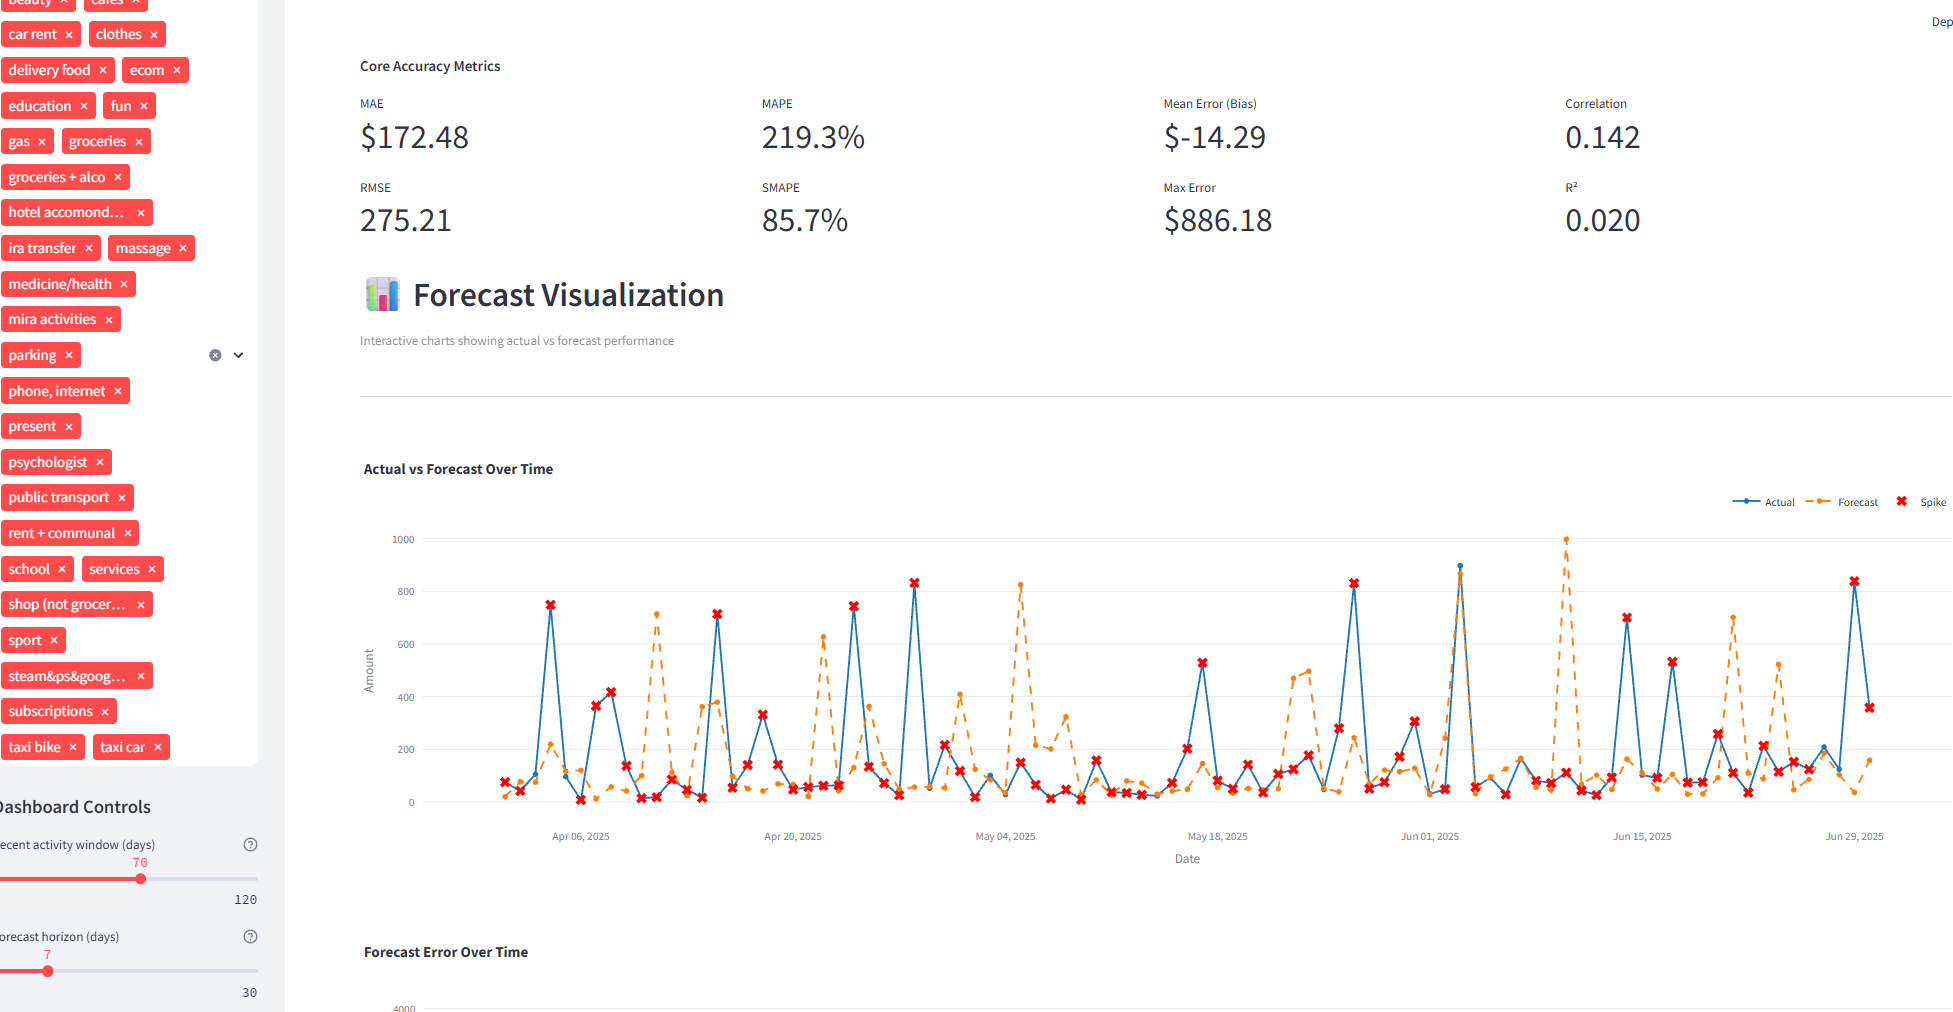 beauty × cafes ×
car rent × clothes ×
delivery food × ecom ×
education × fun ×
gas × groceries ×
groceries + alco ×
hotel accomond... ×
ira transfer × massage ×
medicine/health ×
mira activities ×
parking ×
phone, internet ×
present ×
psychologist ×
public transport ×
rent + communal ×
school × services ×
shop (not grocer... ×
sport ×
steam&ps&goog... ×
subscriptions ×
taxi bike × taxi car ×
Dashboard Controls
ecent activity window (days)
70
120
orecast horizon (days)
7
30
Dep
Core Accuracy Metrics
MAE MAPE Mean Error (Bias) Correlation
$172.48 219.3% $-14.29 0.142
RMSE SMAPE Max Error R²
275.21 85.7% $886.18 0.020
Forecast Visualization
Interactive charts showing actual vs forecast performance
Actual vs Forecast Over Time
Actual Forecast Spike
1000
800
600
400
200
0
Amount
Apr 06, 2025 Apr 20, 2025 May 04, 2025 May 18, 2025 Jun 01, 2025 Jun 15, 2025 Jun 29, 2025
Date
Forecast Error Over Time
4000